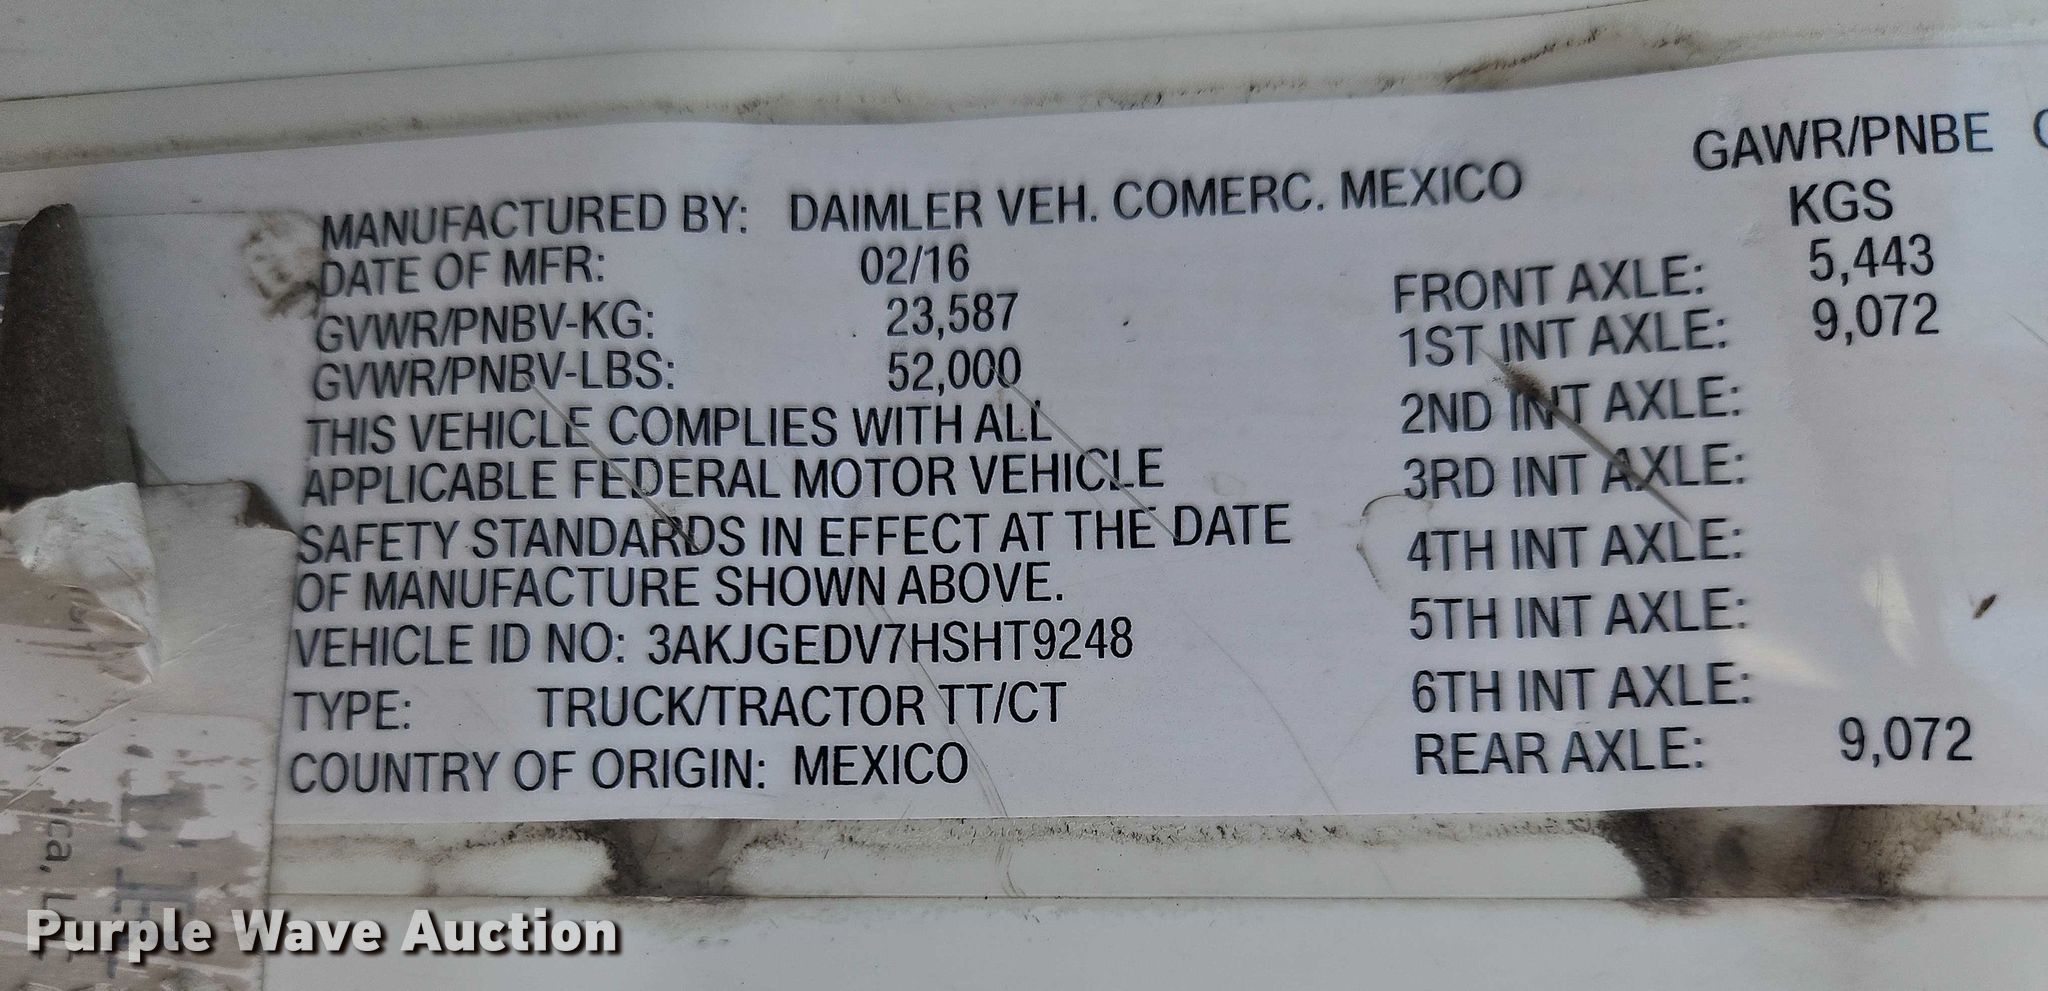 MANUFACTURED BY: DAIMLER VEH. COMERC. MEXICO
DATE OF MFR: 02/16
GVWR/PNBV-KG: 23,587
GVWR/PNBV-LBS: 52,000
THIS VEHICLE COMPLIES WITH ALL
APPLICABLE FEDERAL MOTOR VEHICLE
SAFETY STANDARDS IN EFFECT AT THE DATE
OF MANUFACTURE SHOWN ABOVE.
VEHICLE ID NO: 3AKJGEDV7HSHT9248
TYPE: TRUCK/TRACTOR TT/CT
COUNTRY OF ORIGIN: MEXICO
GAWR/PNBE
KGS
FRONT AXLE: 5,443
1ST INT AXLE: 9,072
2ND INT AXLE:
3RD INT AXLE:
4TH INT AXLE:
5TH INT AXLE:
6TH INT AXLE:
REAR AXLE: 9,072
Purple Wave Auction